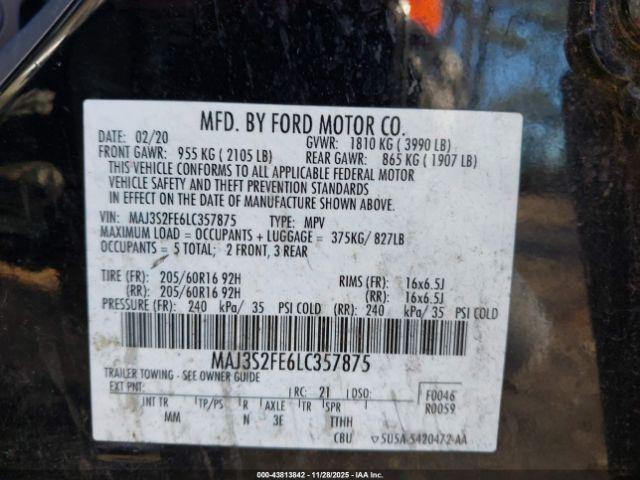 MFD. BY FORD MOTOR CO.
DATE: 02/20 GVWR: 1810 KG ( 3990 LB)
FRONT GAWR: 955 KG ( 2105 LB) REAR GAWR: 865 KG ( 1907 LB)
THIS VEHICLE CONFORMS TO ALL APPLICABLE FEDERAL MOTOR
VEHICLE SAFETY AND THEFT PREVENTION STANDARDS
IN EFFECT ON THE DATE OF MANUFACTURE SHOWN ABOVE.
VIN: MAJ3S2FE6LC357875 TYPE: MPV
MAXIMUM LOAD = OCCUPANTS + LUGGAGE = 375KG/ 827LB
OCCUPANTS = 5 TOTAL; 2 FRONT, 3 REAR
TIRE (FR): 205/60R16 92H RIMS (FR): 16x6.5J
(RR): 205/60R16 92H (RR): 16x6.5J
PRESSURE (FR): 240 kPa/ 35 PSI COLD (RR): 240 kPa/ 35 PSI COLD
MAJ3S2FE6LC357875
TRAILER TOWING - SEE OWNER GUIDE
EXT PNT: RC: 21 DSO: F0046
INT TR TP/PS R AXLE TR SPR R0059
MM N 3E TTHH
CBU ▽ 5U5A-5420472-AA
000-43813842 | 11/28/2025 - IAAI.COM